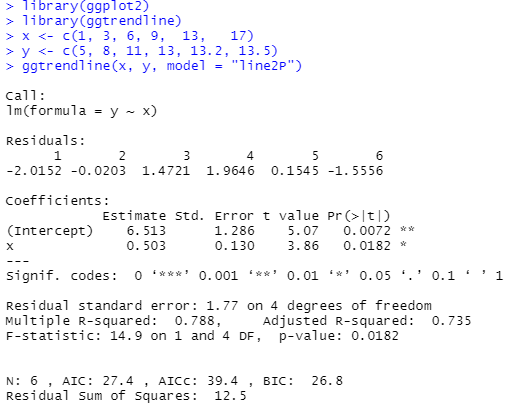 > library(ggplot2)
> library(ggtrendline)
> x <- c(1, 3, 6, 9,  13,   17)
> y <- c(5, 8, 11, 13, 13.2, 13.5)
> ggtrendline(x, y, model = "line2P")
Call:
lm(formula = y ~ x)
Residuals:
      1       2       3       4       5       6
-2.0152 -0.0203  1.4721  1.9646  0.1545 -1.5556
Coefficients:
            Estimate Std. Error t value Pr(>|t|)
(Intercept)    6.513      1.286    5.07   0.0072 **
x              0.503      0.130    3.86   0.0182 *
---
Signif. codes:  0 ‘***’ 0.001 ‘**’ 0.01 ‘*’ 0.05 ‘.’ 0.1 ‘ ’ 1
Residual standard error: 1.77 on 4 degrees of freedom
Multiple R-squared:  0.788,	Adjusted R-squared:  0.735
F-statistic: 14.9 on 1 and 4 DF,  p-value: 0.0182
N: 6 , AIC: 27.4 , AICc: 39.4 , BIC:  26.8
Residual Sum of Squares:  12.5